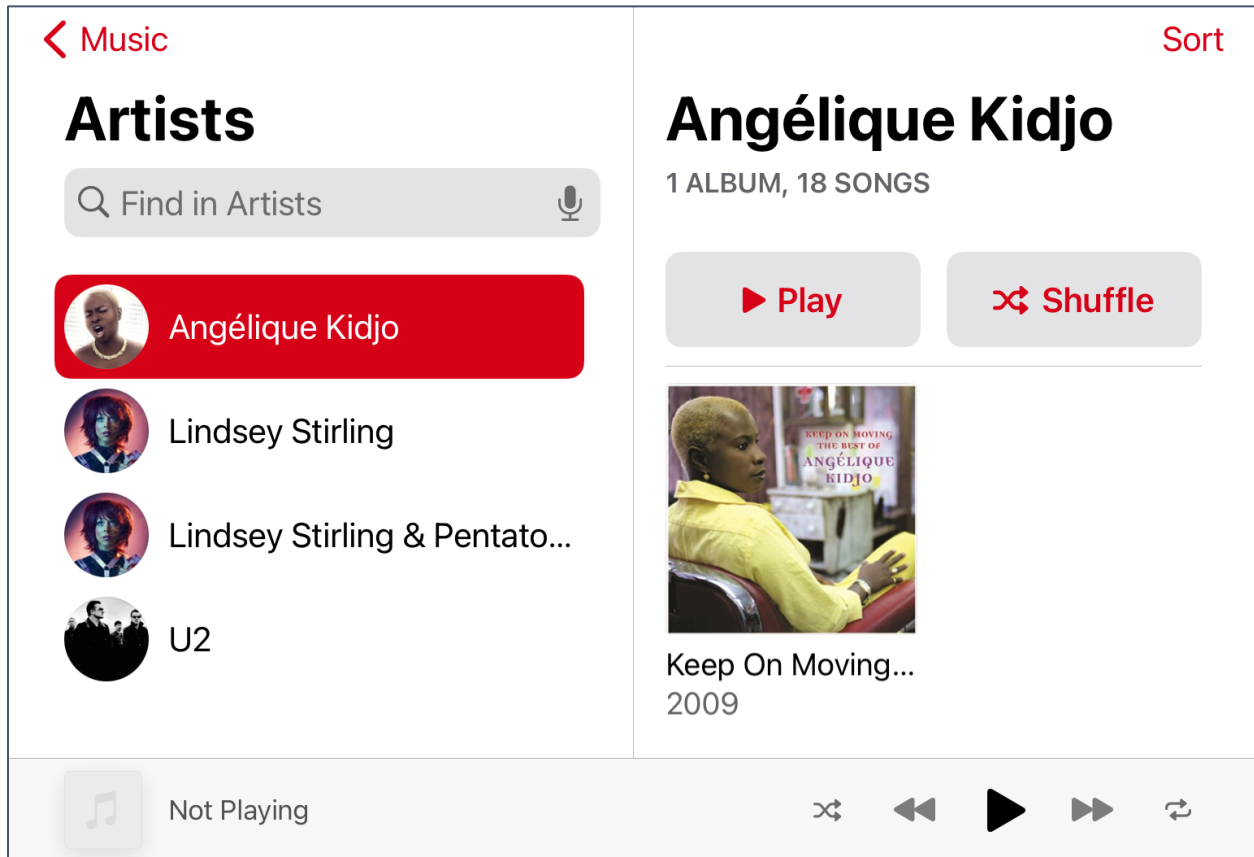 Music
Artists
Find in Artists
Angélique Kidjo
Lindsey Stirling
Lindsey Stirling & Pentato...
U2
Sort
Angélique Kidjo
1 ALBUM, 18 SONGS
Play
Shuffle
KEEP ON MOVING
THE BEST OF
ANGÉLIQUE
KIDJO
Keep On Moving...
2009
Not Playing